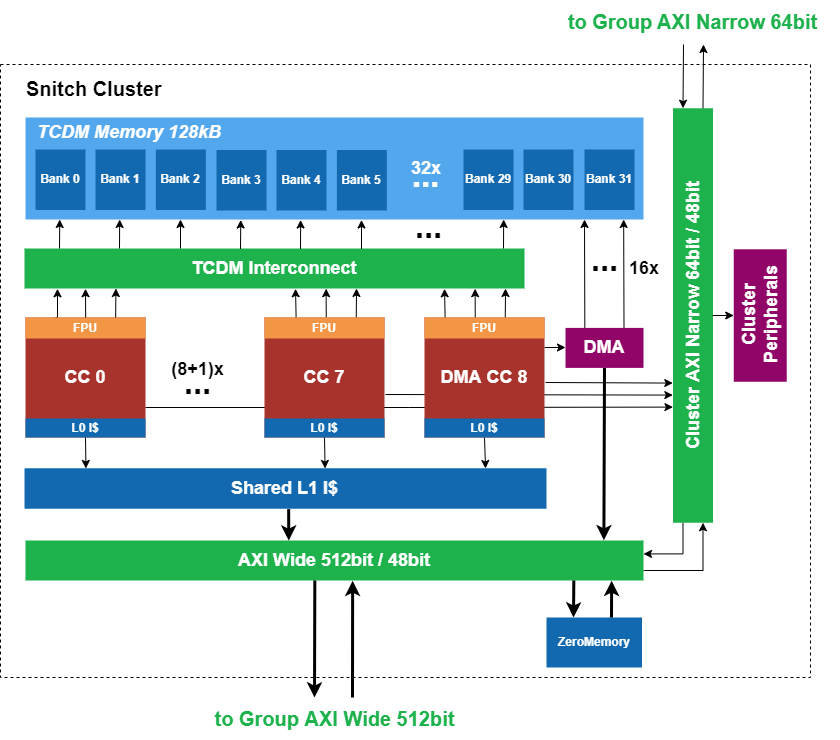 to Group AXI Narrow 64bit
Snitch Cluster
TCDM Memory 128kB
Bank 0
Bank 1
Bank 2
Bank 3
Bank 4
Bank 5
32x
...
Bank 29
Bank 30
Bank 31
...
TCDM Interconnect
... 16x
FPU
FPU
FPU
CC 0
(8+1)x
...
CC 7
DMA CC 8
DMA
L0 I$
L0 I$
L0 I$
Cluster AXI Narrow 64bit / 48bit
Cluster
Peripherals
Shared L1 I$
AXI Wide 512bit / 48bit
ZeroMemory
to Group AXI Wide 512bit